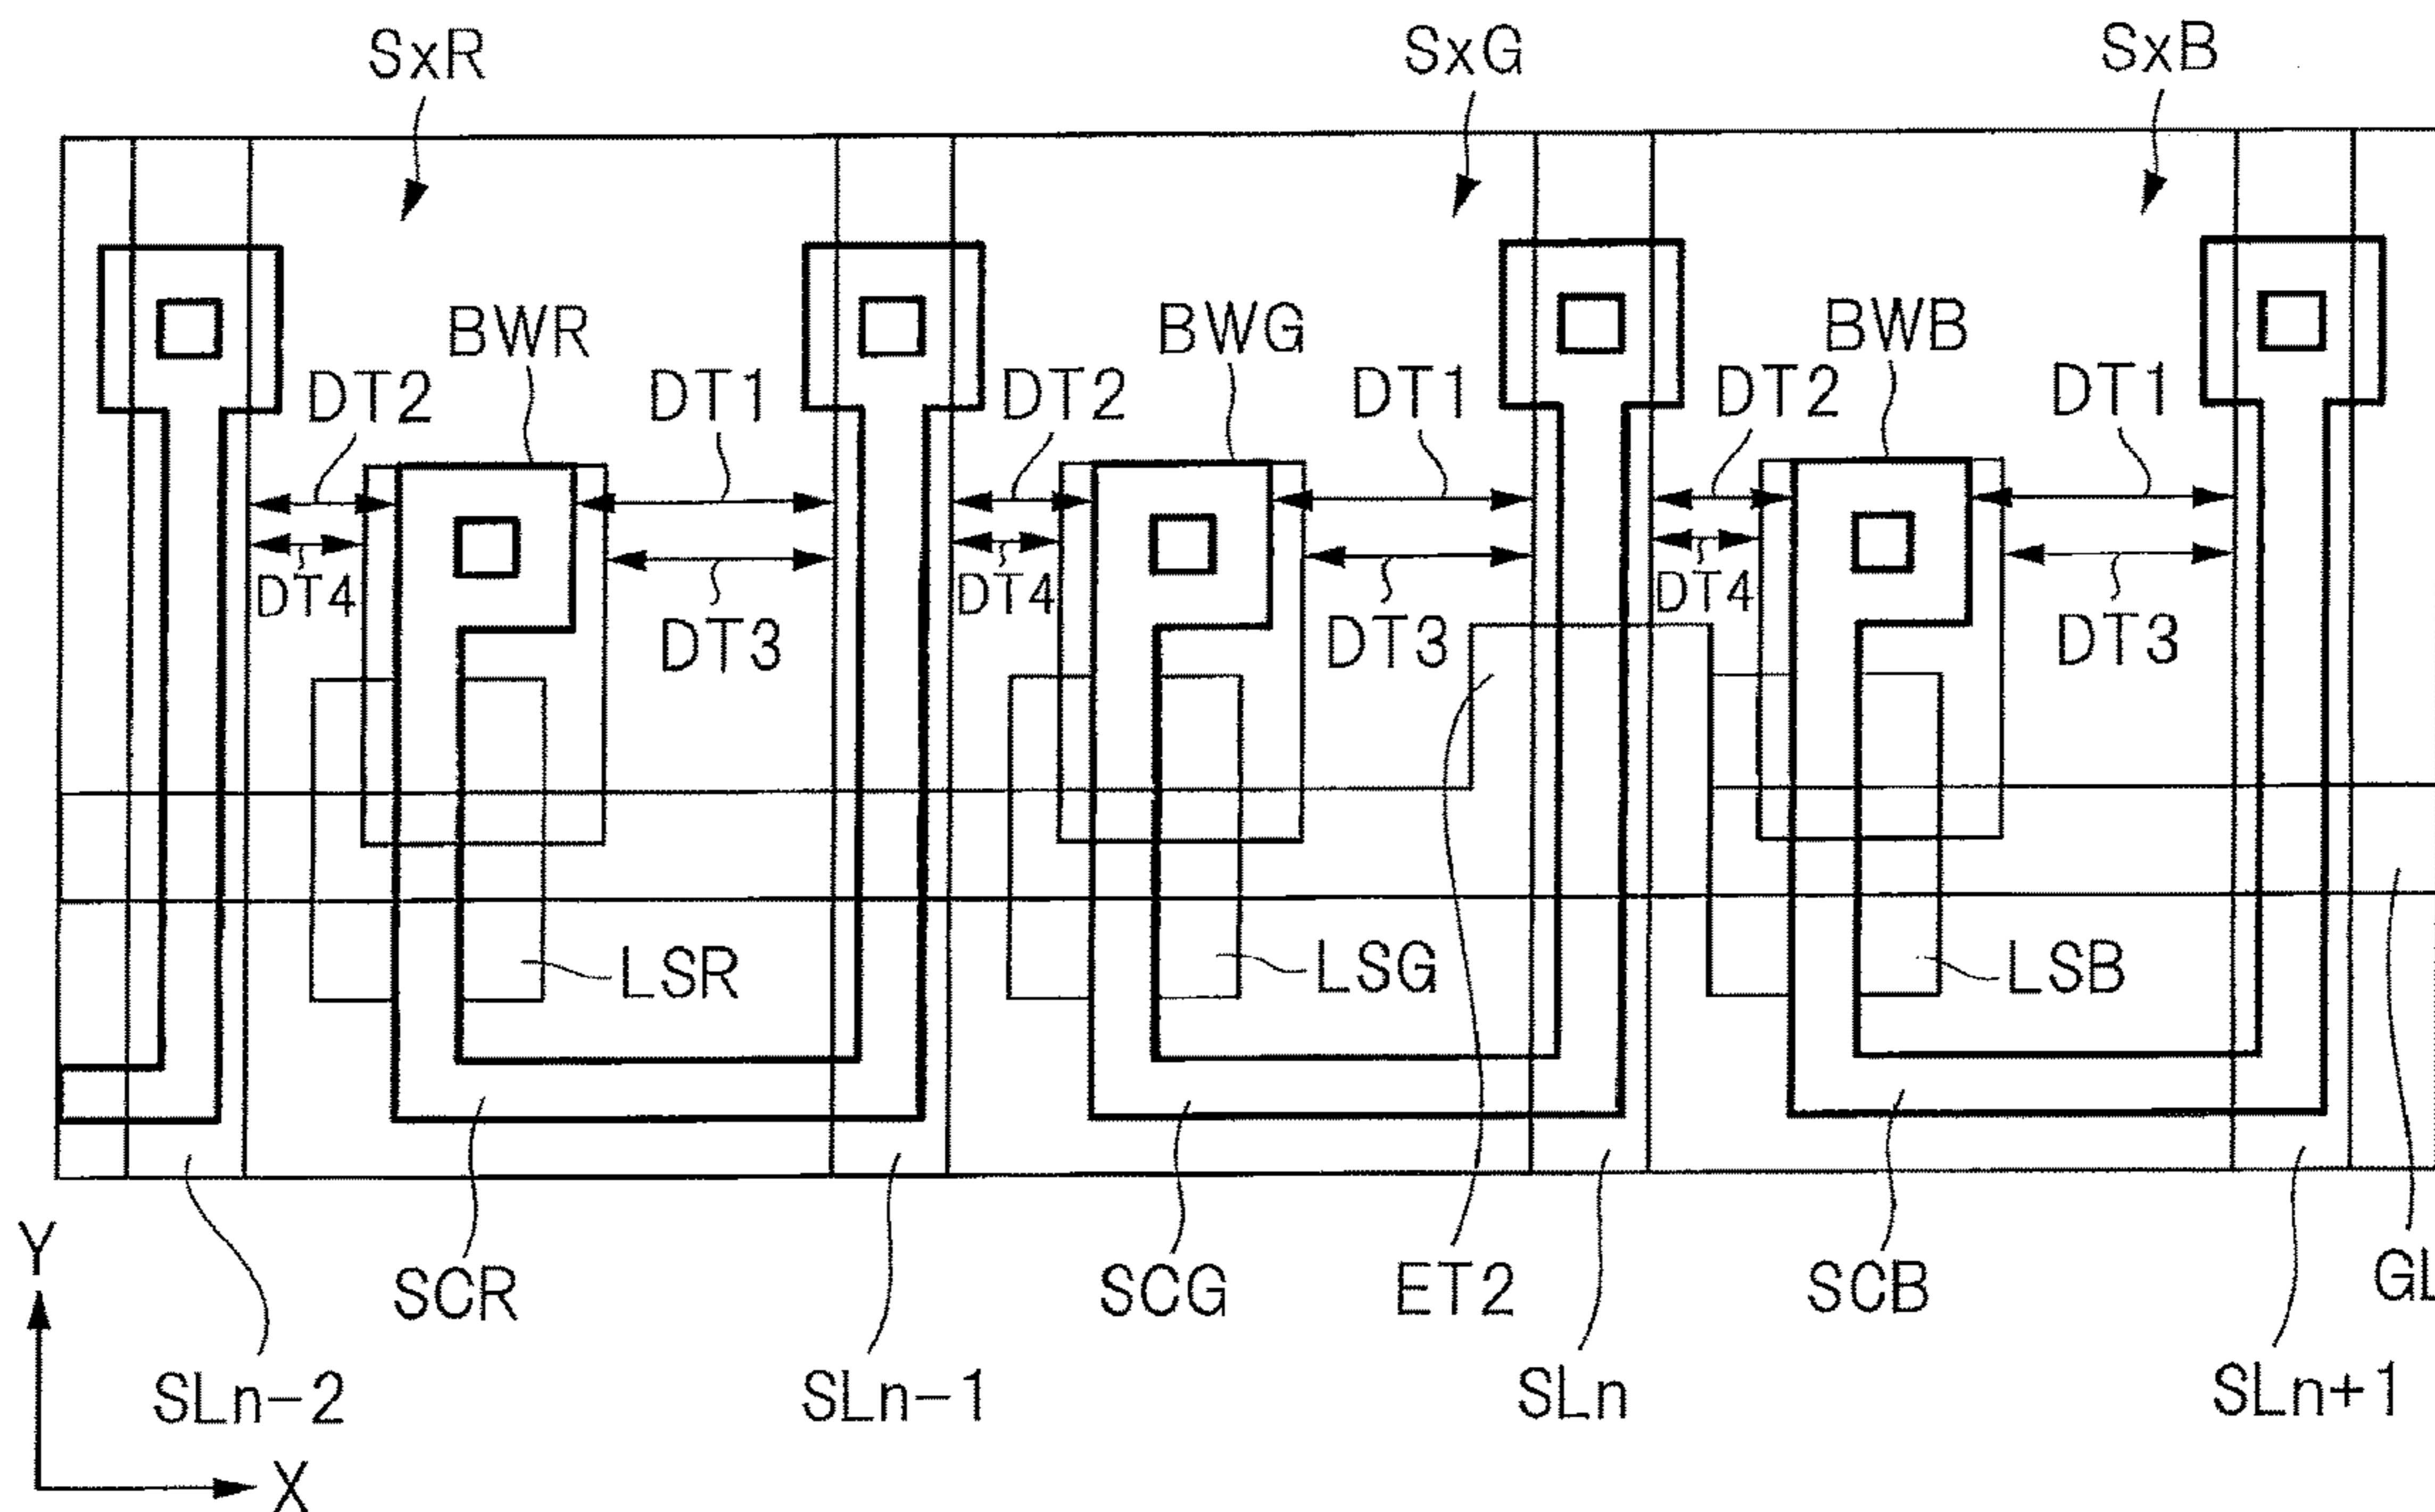 SxR SxG SxB
BWR BWG BWB
DT2 DT1 DT2 DT1 DT2 DT1
DT4 DT4 DT4
DT3 DT3 DT3
LSR LSG LSB
Y SCR SCG ET2 SCB GL
SLn-2 SLn-1 SLn SLn+1
X